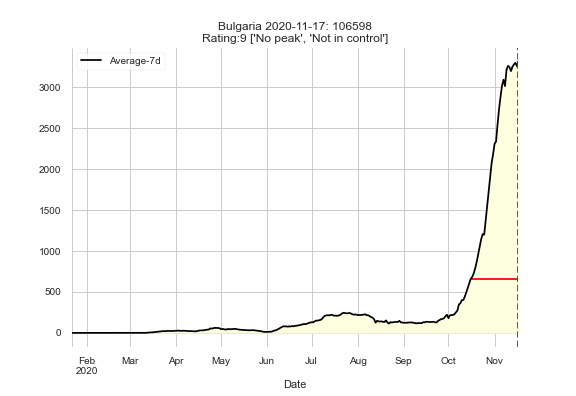 Bulgaria 2020-11-17: 106598
Rating:9 ['No peak', 'Not in control']
Average-7d
3000
2500
2000
1500
1000
500
0
Feb Mar Apr May Jun Jul Aug Sep Oct Nov
2020
Date